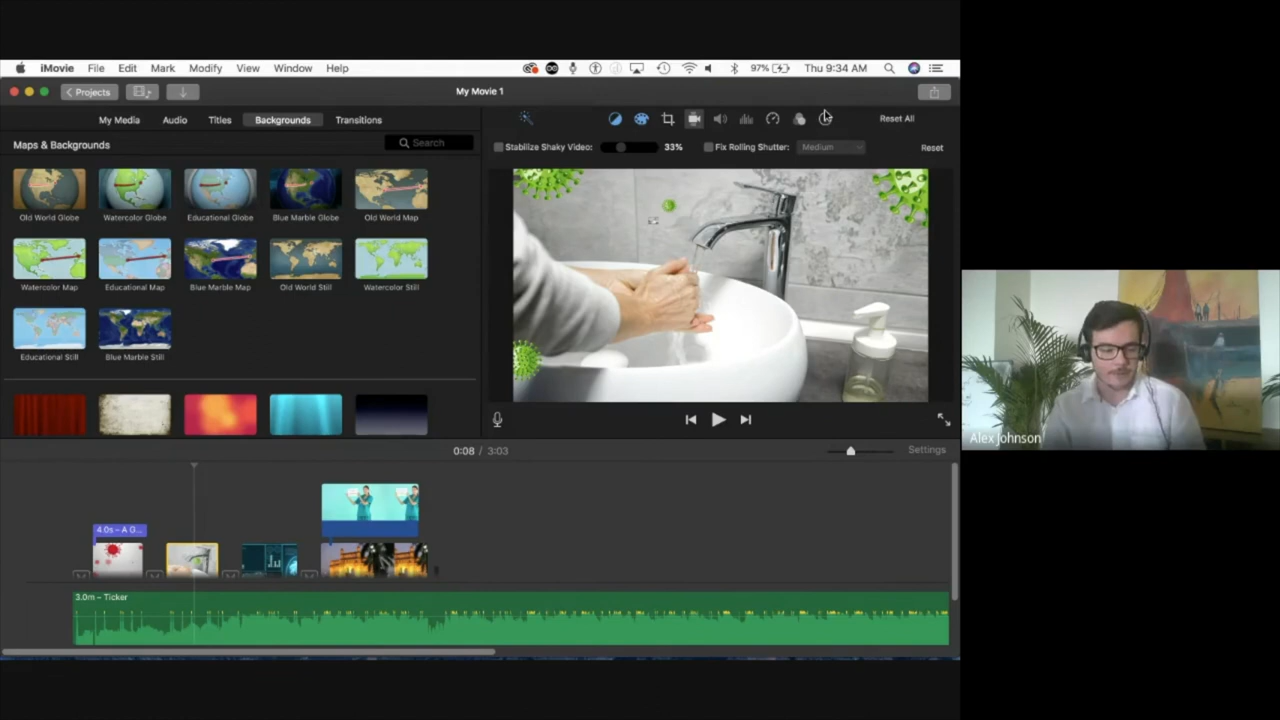 iMovie File Edit Mark Modify View Window Help 97% Thu 9:34 AM
Projects My Movie 1
My Media Audio Titles Backgrounds Transitions Reset All
Maps & Backgrounds Search Stabilize Shaky Video: 33% Fix Rolling Shutter: Medium Reset
Old World Globe Watercolor Globe Educational Globe Blue Marble Globe Old World Map
Watercolor Map Educational Map Blue Marble Map Old World Still Watercolor Still
Educational Still Blue Marble Still
Alex Johnson
0:08 / 3:03 Settings
4.0s – A G...
3.0m – Ticker